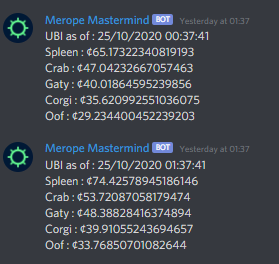 Merope Mastermind BOT Yesterday at 01:37
UBI as of : 25/10/2020 00:37:41
Spleen : ¢65.17322340819193
Crab : ¢47.04232667057463
Gaty : ¢40.01864595239856
Corgi : ¢35.620992551036075
Oof : ¢29.234400452239203
Merope Mastermind BOT Yesterday at 01:37
UBI as of : 25/10/2020 01:37:41
Spleen : ¢74.42578945186146
Crab : ¢53.72087058179474
Gaty : ¢48.38828416374894
Corgi : ¢39.91055243694657
Oof : ¢33.76850701082644